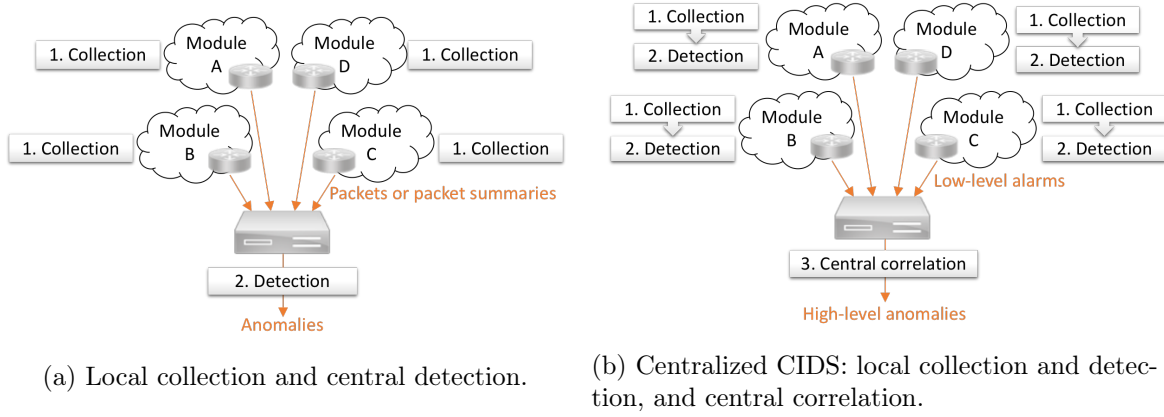 Module
A
Module
D
1. Collection
1. Collection
Module
B
Module
C
1. Collection
1. Collection
Packets or packet summaries
2. Detection
Anomalies
(a) Local collection and central detection.
1. Collection
2. Detection
Module
A
Module
D
1. Collection
2. Detection
1. Collection
2. Detection
Module
B
Module
C
1. Collection
2. Detection
Low-level alarms
3. Central correlation
High-level anomalies
(b) Centralized CIDS: local collection and detec-
tion, and central correlation.